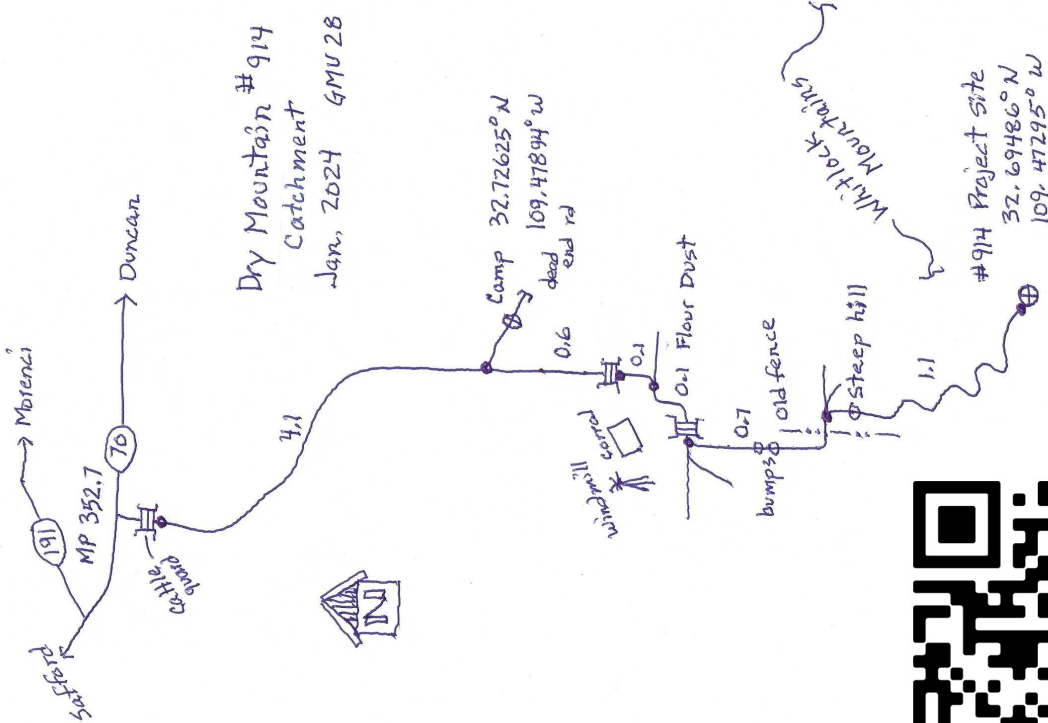 Morenci
191
Safford
MP 352.7
70
Duncan
cattle
guard
Dry Mountain #914
Catchment
Jan, 2024 GMU 28
4.1
N
Camp 32.72625° N
109.47894° W
dead
end rd
0.6
0.1
windmill
corral
0.1 Flour Dust
0.7
bumps
old fence
Steep hill
1.1
Whitlock
Mountains
#914 Project Site
32.69486° N
109.47295° W